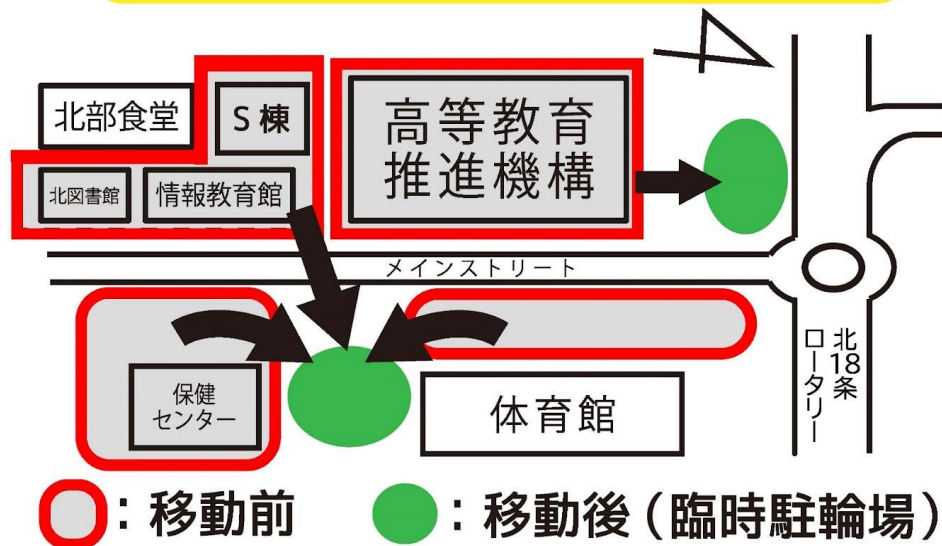 北部食堂
S棟
高等教育
推進機構
北図書館
情報教育館
メインストリート
保健
センター
体育館
北18条
ロータリー
：移動前
：移動後（臨時駐輪場）